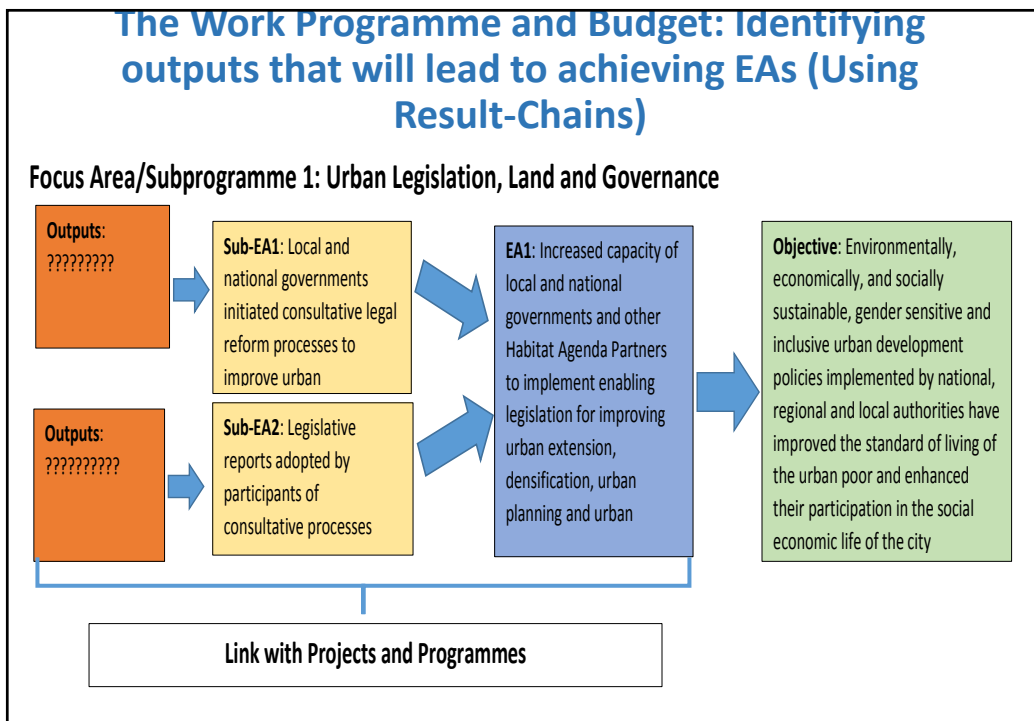 The Work Programme and Budget: Identifying
outputs that will lead to achieving EAs (Using
Result-Chains)
Focus Area/Subprogramme 1: Urban Legislation, Land and Governance
Outputs:
?????????
Sub-EA1: Local and
national governments
initiated consultative legal
reform processes to
improve urban
EA1: Increased capacity of
local and national
governments and other
Habitat Agenda Partners
to implement enabling
legislation for improving
urban extension,
densification, urban
planning and urban
Objective: Environmentally,
economically, and socially
sustainable, gender sensitive and
inclusive urban development
policies implemented by national,
regional and local authorities have
improved the standard of living of
the urban poor and enhanced
their participation in the social
economic life of the city
Outputs:
??????????
Sub-EA2: Legislative
reports adopted by
participants of
consultative processes
Link with Projects and Programmes